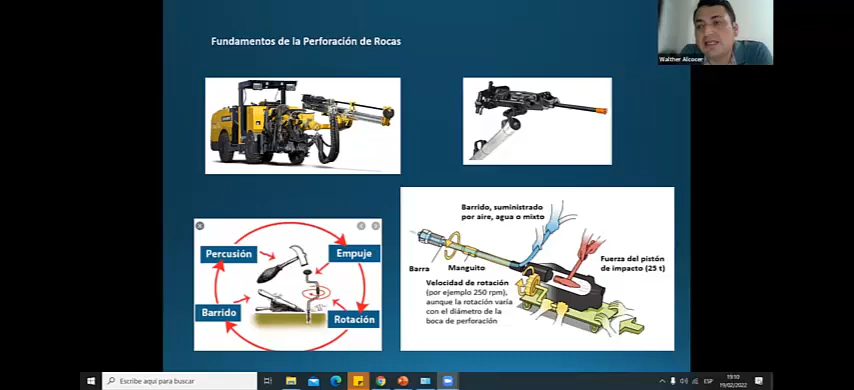 Walther Alcocer
Fundamentos de la Perforación de Rocas
Percusión
Empuje
Barrido
Rotación
Barrido, suministrado
por aire, agua o mixto
Fuerza del pistón
de impacto (25 t)
Barra
Manguito
Velocidad de rotación
(por ejemplo 250 rpm),
aunque la rotación varia
con el diámetro de la
boca de perforación
Escribe aquí para buscar
ESP
19:10
19/02/2022